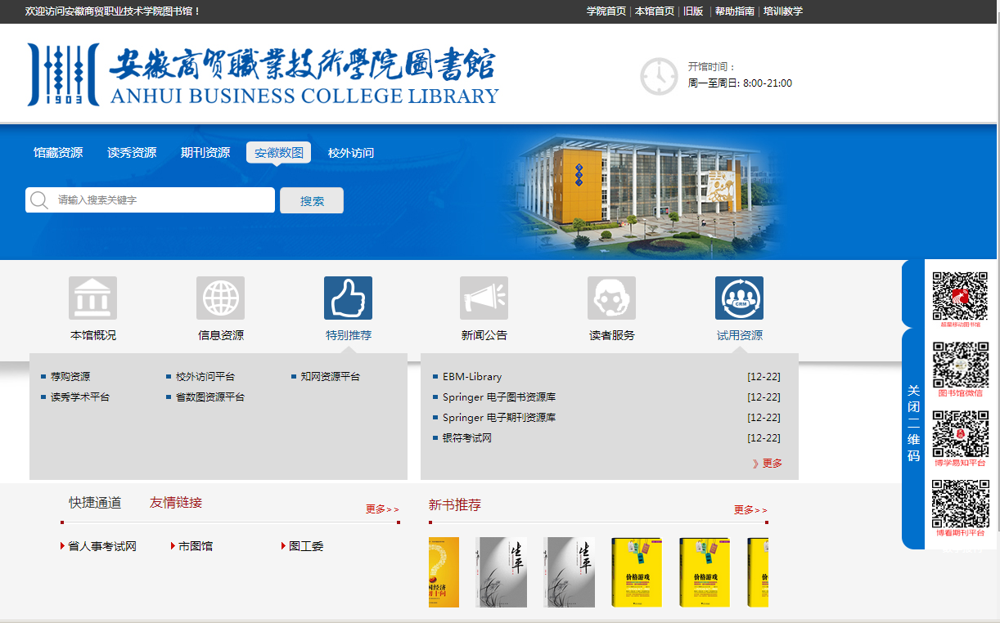 欢迎访问安徽商贸职业技术学院图书馆！
学院首页 | 本馆首页 | 旧版 | 帮助指南 | 培训教学
安徽商贸職業技術學院圖書館
ANHUI BUSINESS COLLEGE LIBRARY
1903
开馆时间：
周一至周日: 8:00-21:00
馆藏资源 读秀资源 期刊资源 安徽数图 校外访问
请输入搜索关键字 搜索
本馆概况 信息资源 特别推荐 新闻公告 读者服务 试用资源
CRM
荐购资源 校外访问平台 知网资源平台
读秀学术平台 省数图资源平台
EBM-Library [12-22]
Springer 电子图书资源库 [12-22]
Springer 电子期刊资源库 [12-22]
银符考试网 [12-22]
》更多
快捷通道 友情链接 更多>>
省人事考试网 市图馆 图工委
新书推荐 更多>>
生平
生平
价格游戏
价格游戏
关闭二维码
超星移动图书馆
图书馆微信
博学易知平台
博看期刊平台